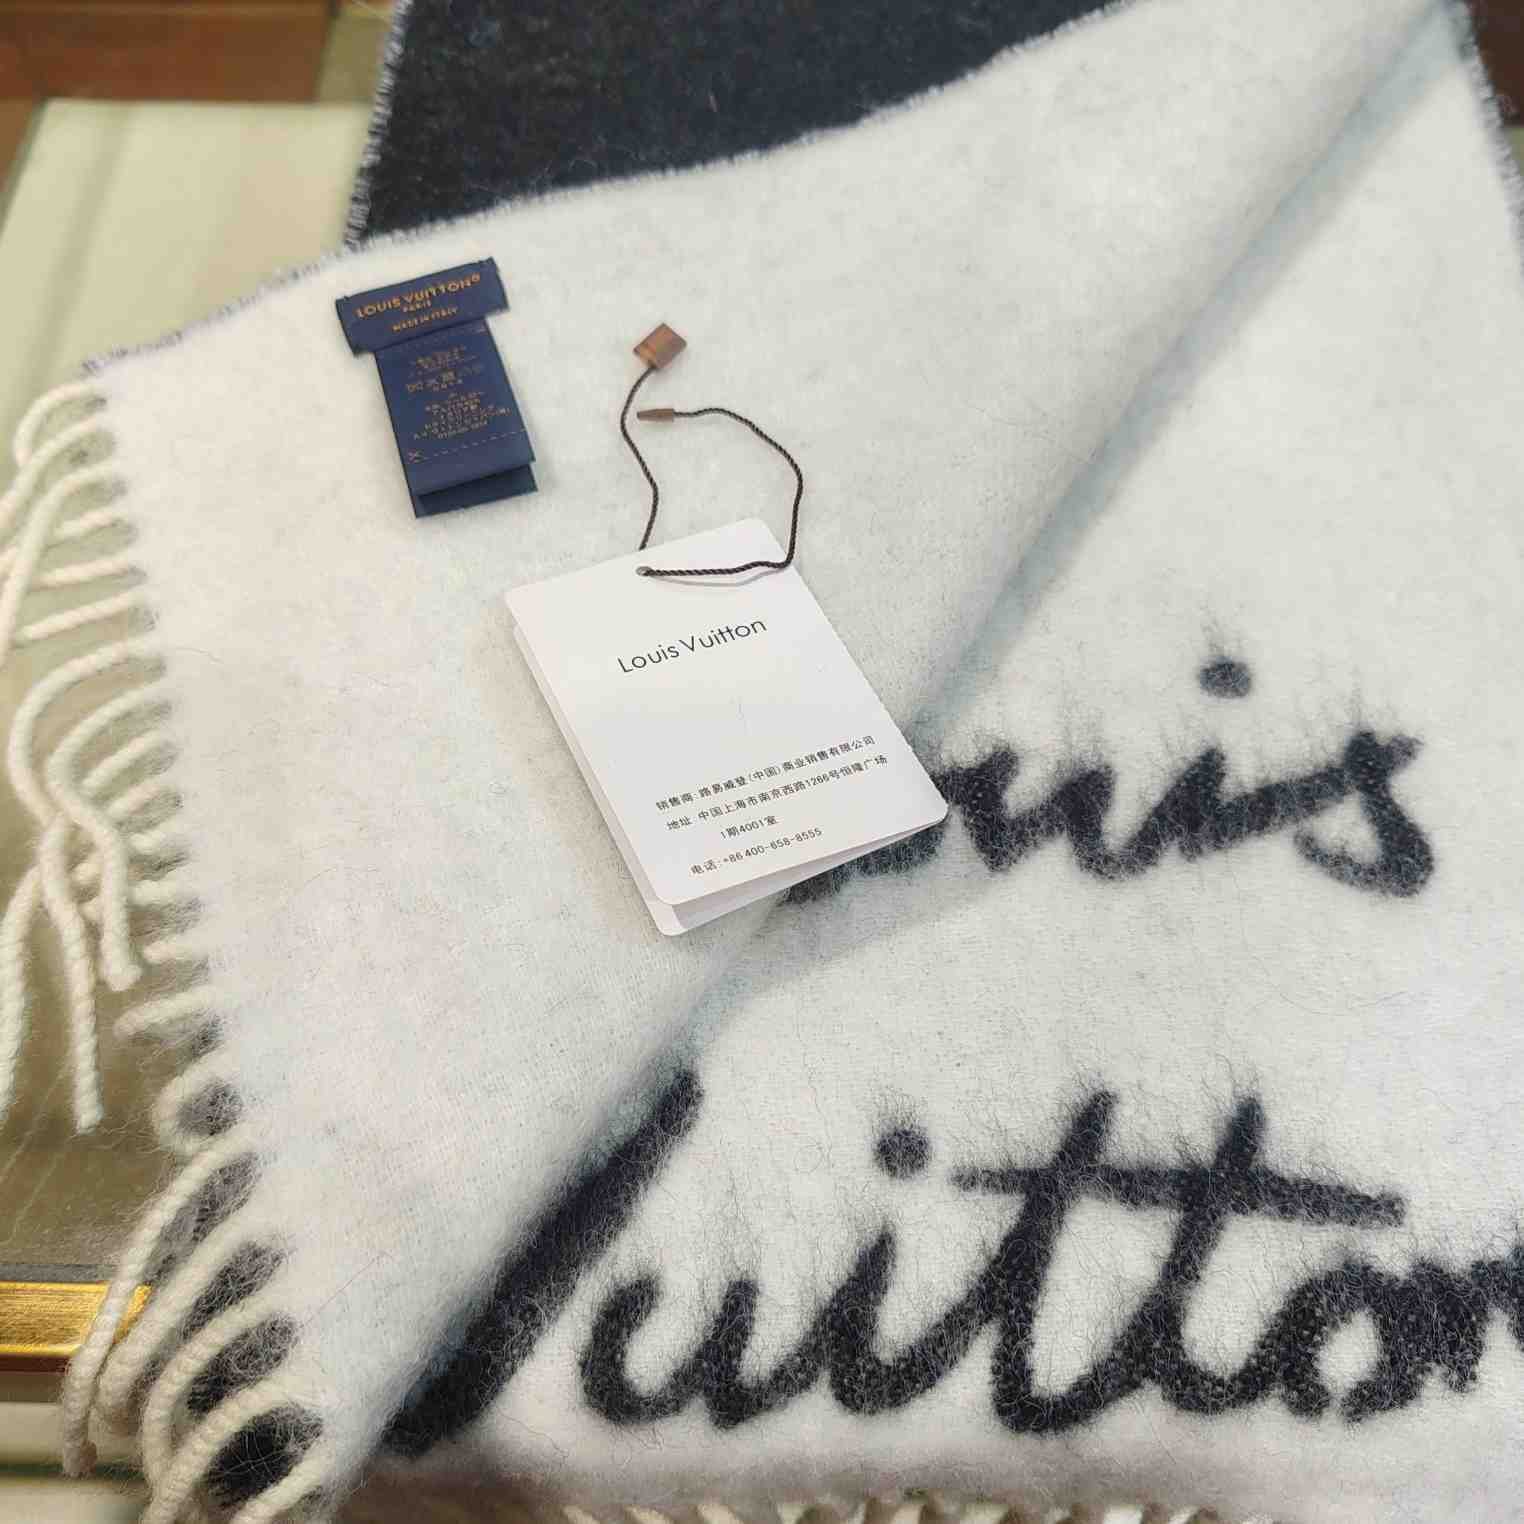 LOUIS VUITTON®
PARIS
MADE IN ITALY
Louis Vuitton
销售商:路易威登(中国)商业销售有限公司
地址:中国上海市南京西路1266号恒隆广场
1期4001室
电话:+86 400-658-8555
uis
Vuitton